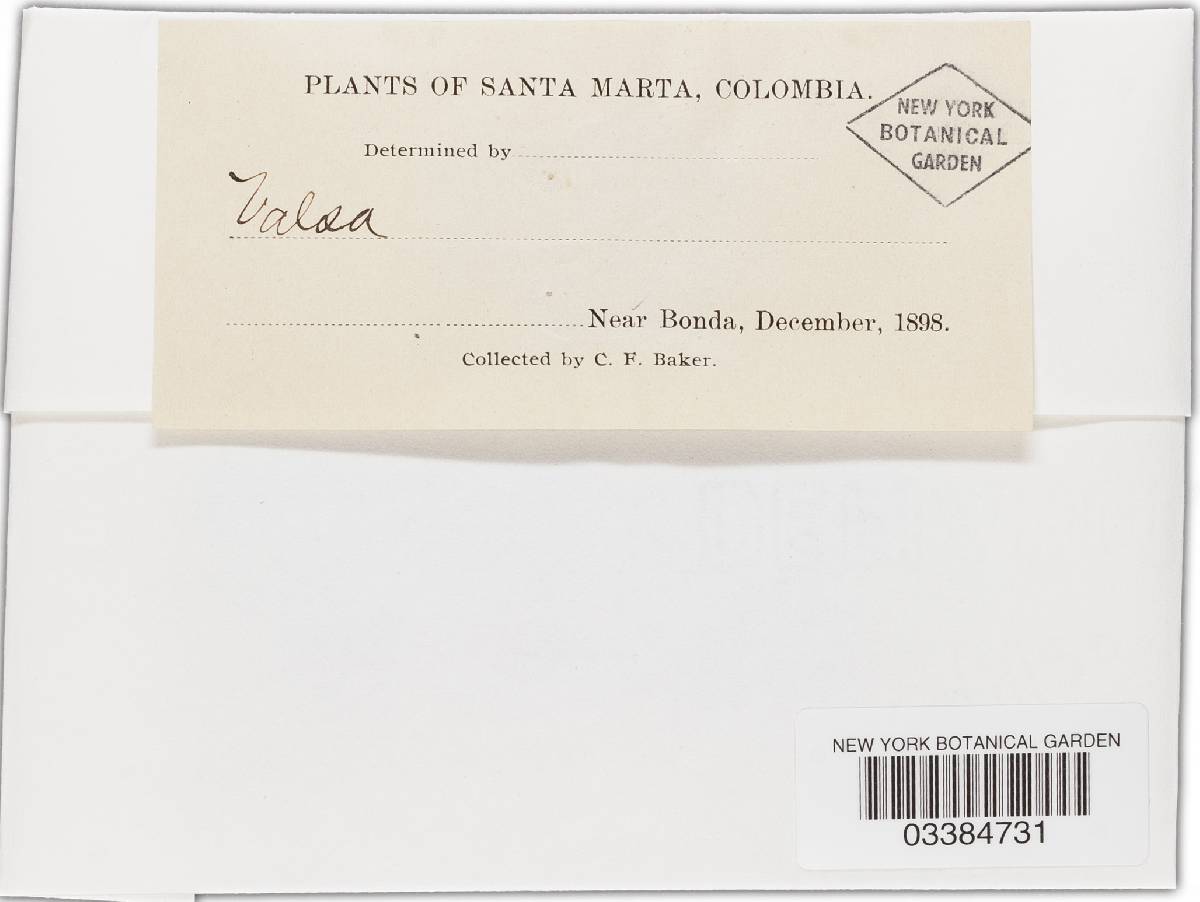 PLANTS OF SANTA MARTA, COLOMBIA.
NEW YORK
BOTANICAL
GARDEN
Determined by
Valsa
Near Bonda, December, 1898.
Collected by C. F. Baker.
NEW YORK BOTANICAL GARDEN
03384731